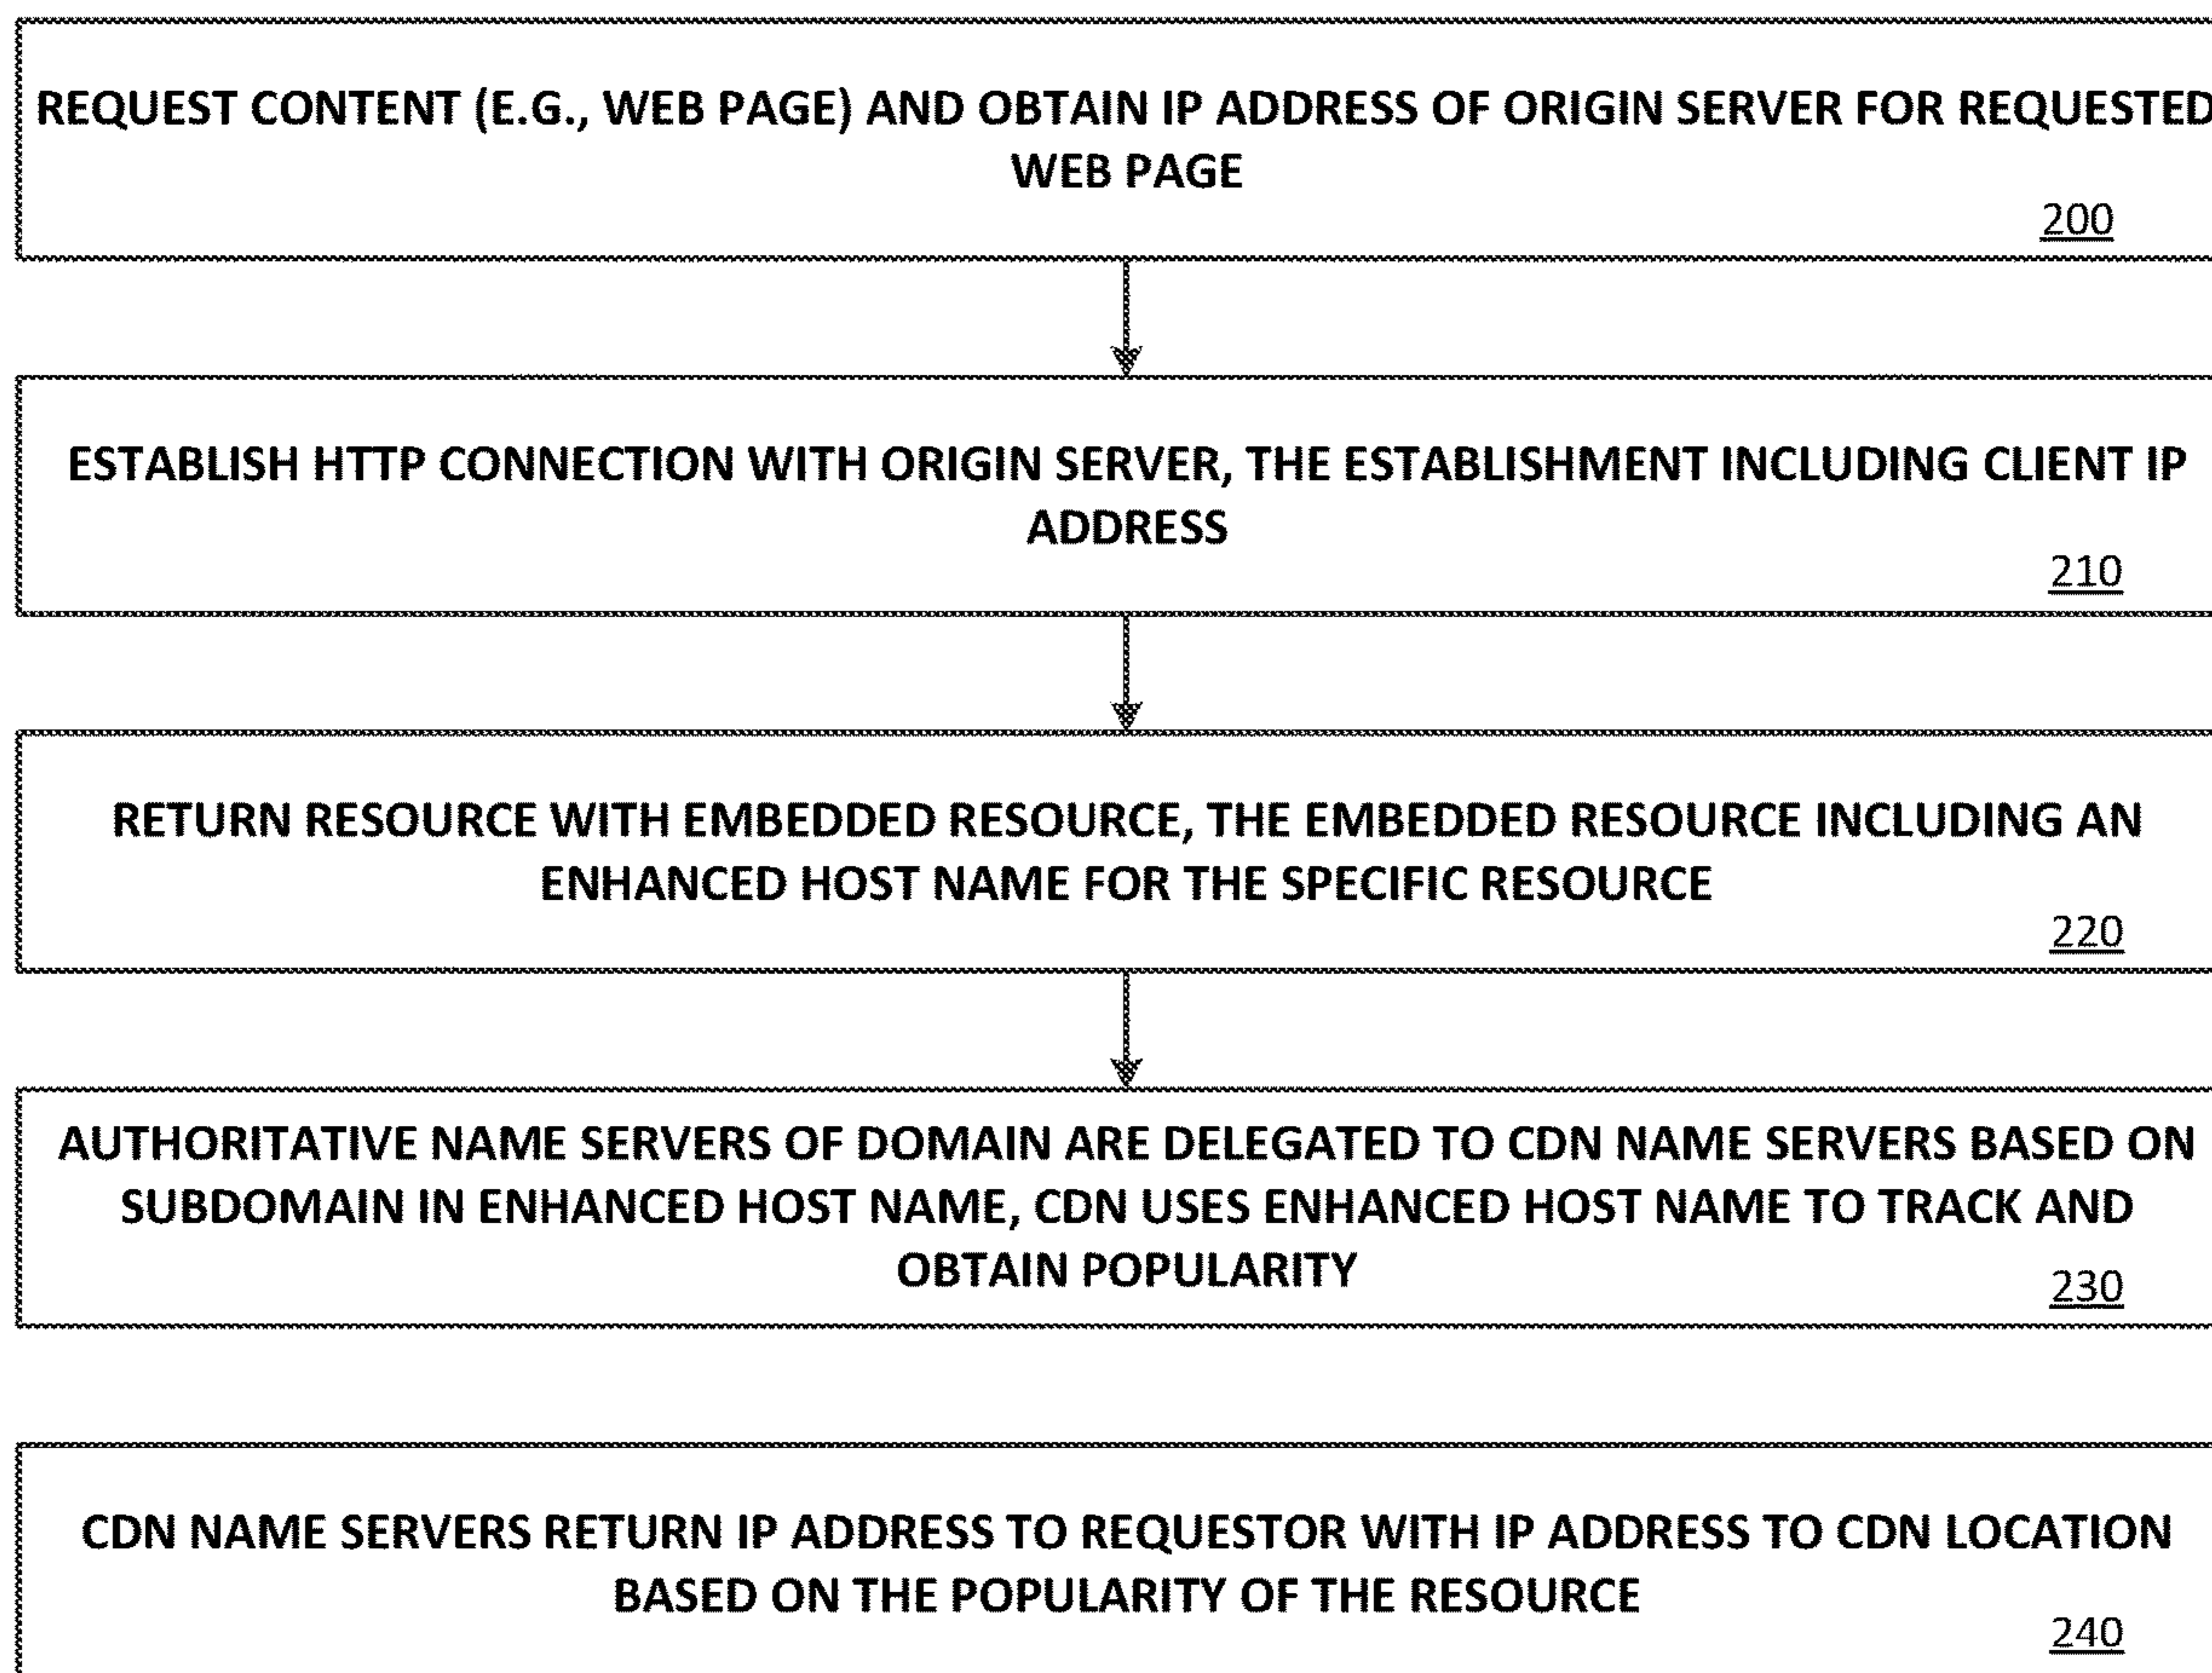 REQUEST CONTENT (E.G., WEB PAGE) AND OBTAIN IP ADDRESS OF ORIGIN SERVER FOR REQUESTED
WEB PAGE
200
ESTABLISH HTTP CONNECTION WITH ORIGIN SERVER, THE ESTABLISHMENT INCLUDING CLIENT IP
ADDRESS
210
RETURN RESOURCE WITH EMBEDDED RESOURCE, THE EMBEDDED RESOURCE INCLUDING AN
ENHANCED HOST NAME FOR THE SPECIFIC RESOURCE
220
AUTHORITATIVE NAME SERVERS OF DOMAIN ARE DELEGATED TO CDN NAME SERVERS BASED ON
SUBDOMAIN IN ENHANCED HOST NAME, CDN USES ENHANCED HOST NAME TO TRACK AND
OBTAIN POPULARITY
230
CDN NAME SERVERS RETURN IP ADDRESS TO REQUESTOR WITH IP ADDRESS TO CDN LOCATION
BASED ON THE POPULARITY OF THE RESOURCE
240